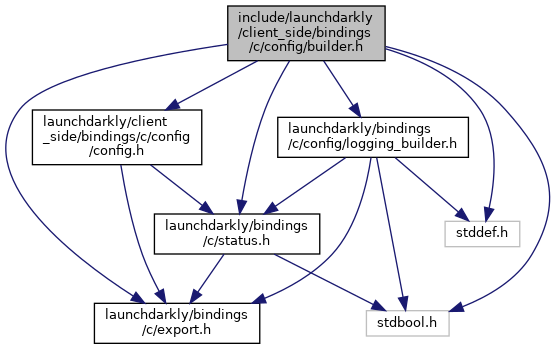 include/launchdarkly
/client_side/bindings
/c/config/builder.h
launchdarkly/client
_side/bindings/c/config
/config.h
launchdarkly/bindings
/c/config/logging_builder.h
launchdarkly/bindings
/c/status.h
stddef.h
launchdarkly/bindings
/c/export.h
stdbool.h